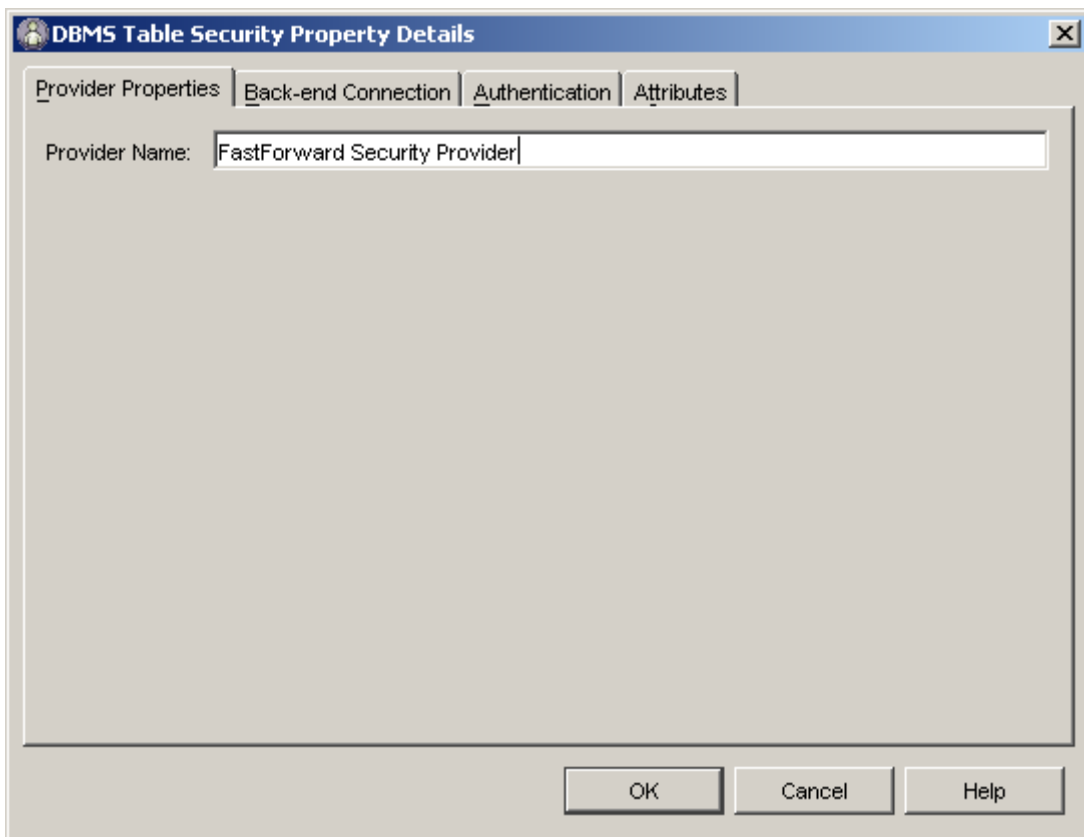 DBMS Table Security Property Details
Provider Properties Back-end Connection Authentication Attributes
Provider Name: FastForward Security Provider
OK Cancel Help